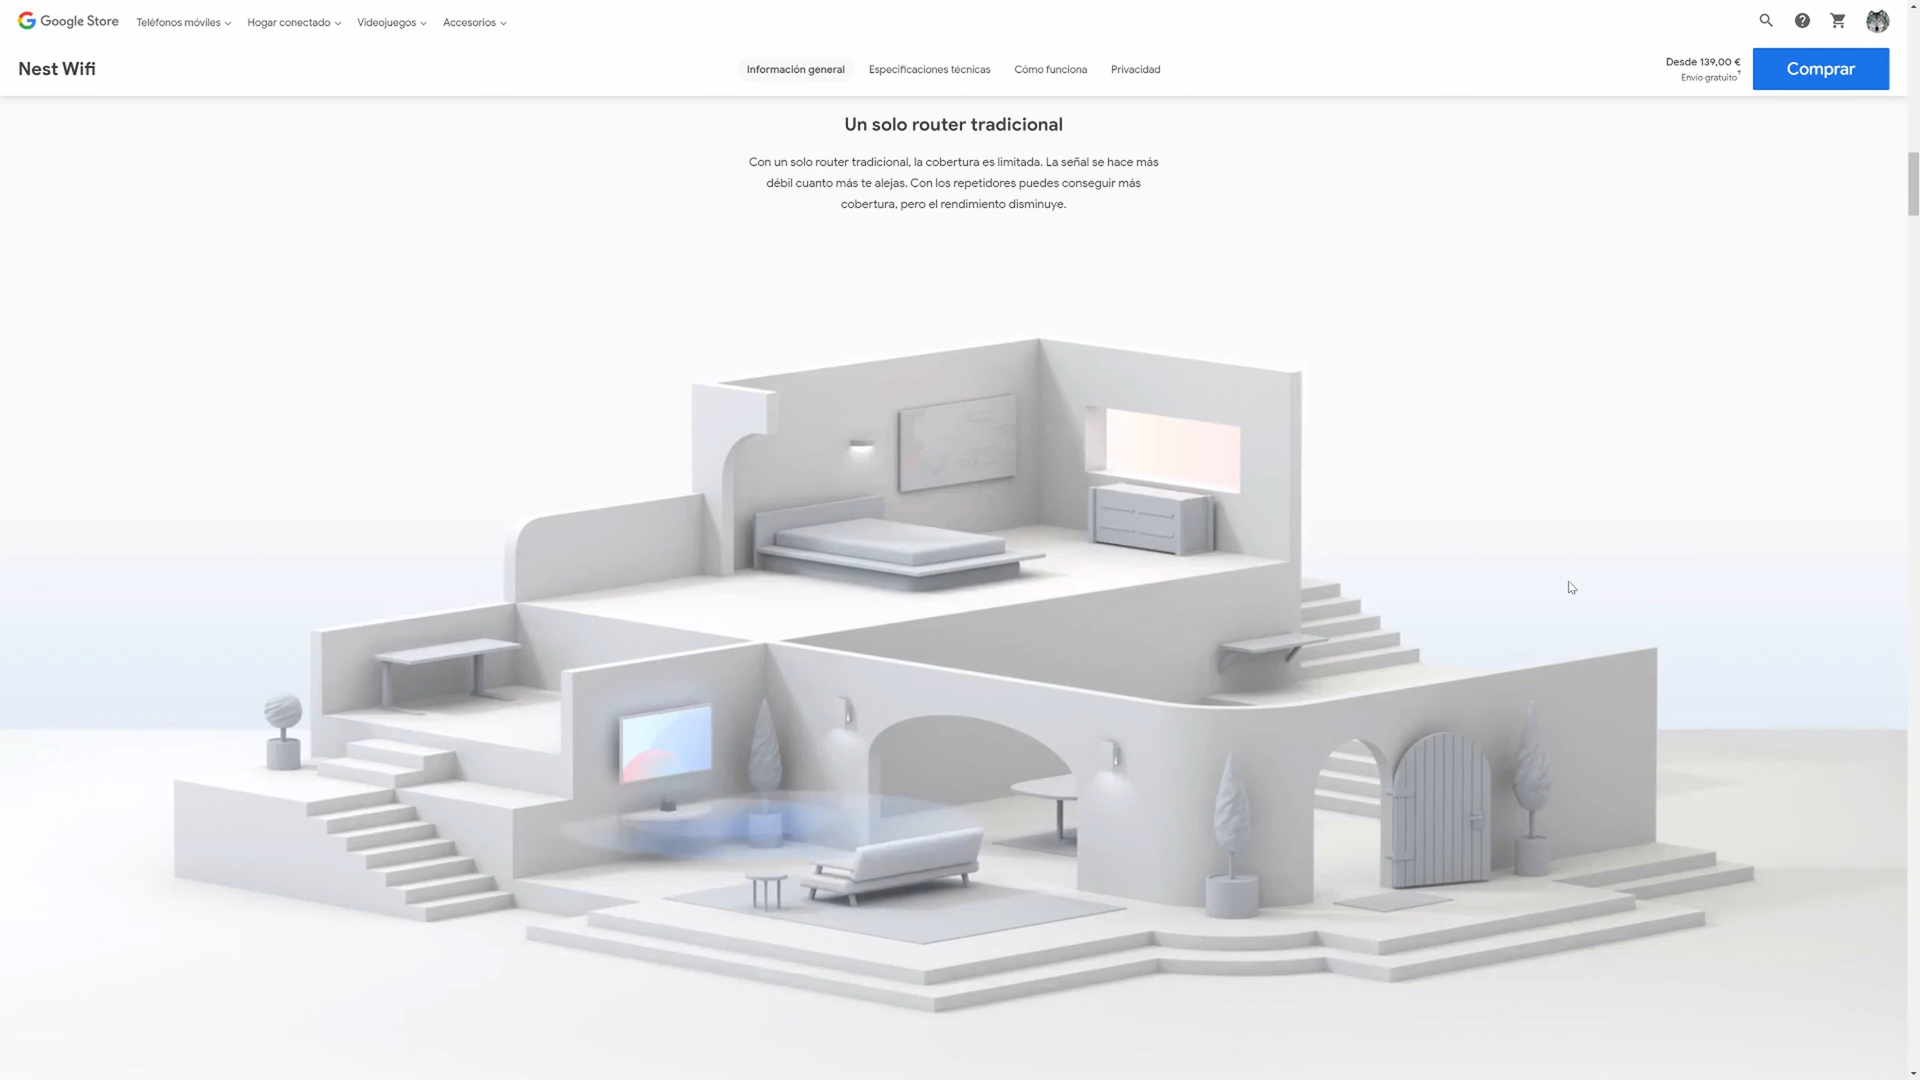 Google Store
Teléfonos móviles
Hogar conectado
Videojuegos
Accesorios
Nest Wifi
Información general
Especificaciones técnicas
Cómo funciona
Privacidad
Desde 139,00 €
Envío gratuito†
Comprar
Un solo router tradicional
Con un solo router tradicional, la cobertura es limitada. La señal se hace más
débil cuanto más te alejas. Con los repetidores puedes conseguir más
cobertura, pero el rendimiento disminuye.